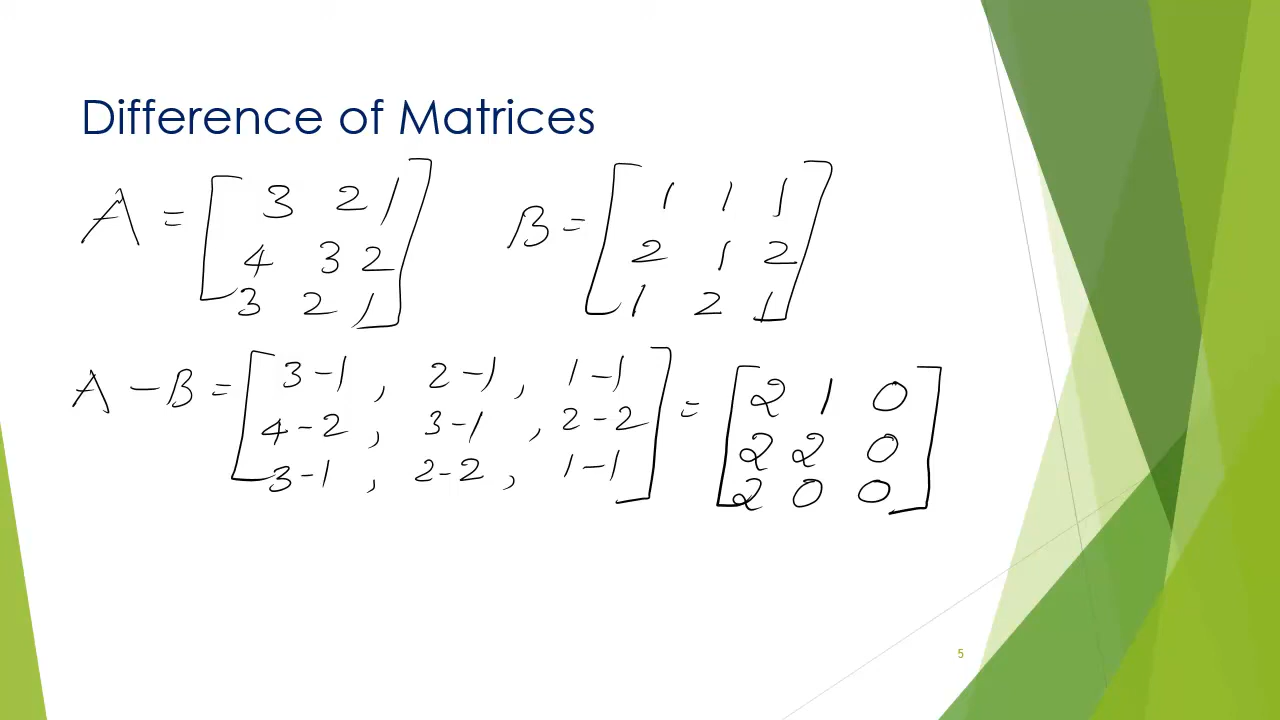 Difference of Matrices
A = [ 3 2 1 B = [ 1 1 1 ]
4 3 2 2 1 2
3 2 1 ] 1 2 1 ]
A - B = [ 3-1 , 2-1 , 1-1 ] = [ 2 1 0 ]
4-2 , 3-1 , 2-2 2 2 0
3-1 , 2-2 , 1-1 2 0 0
5